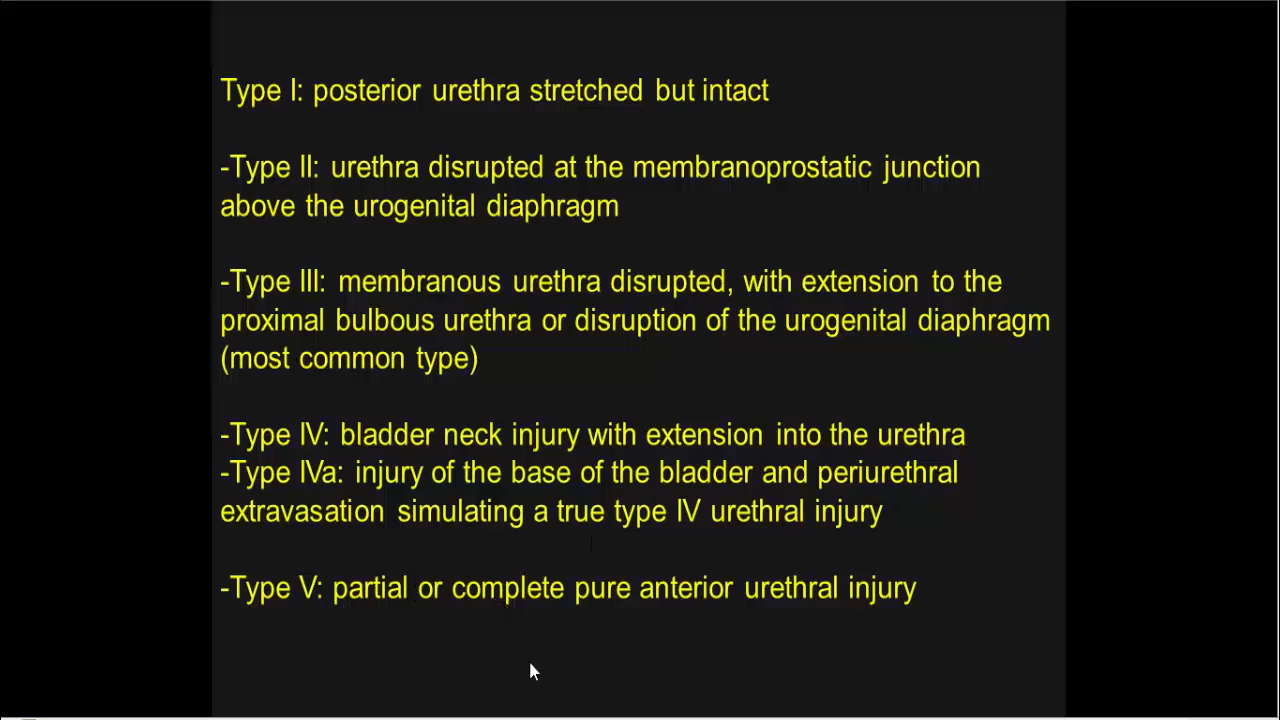 Type I: posterior urethra stretched but intact
-Type II: urethra disrupted at the membranoprostatic junction
above the urogenital diaphragm
-Type III: membranous urethra disrupted, with extension to the
proximal bulbous urethra or disruption of the urogenital diaphragm
(most common type)
-Type IV: bladder neck injury with extension into the urethra
-Type IVa: injury of the base of the bladder and periurethral
extravasation simulating a true type IV urethral injury
-Type V: partial or complete pure anterior urethral injury